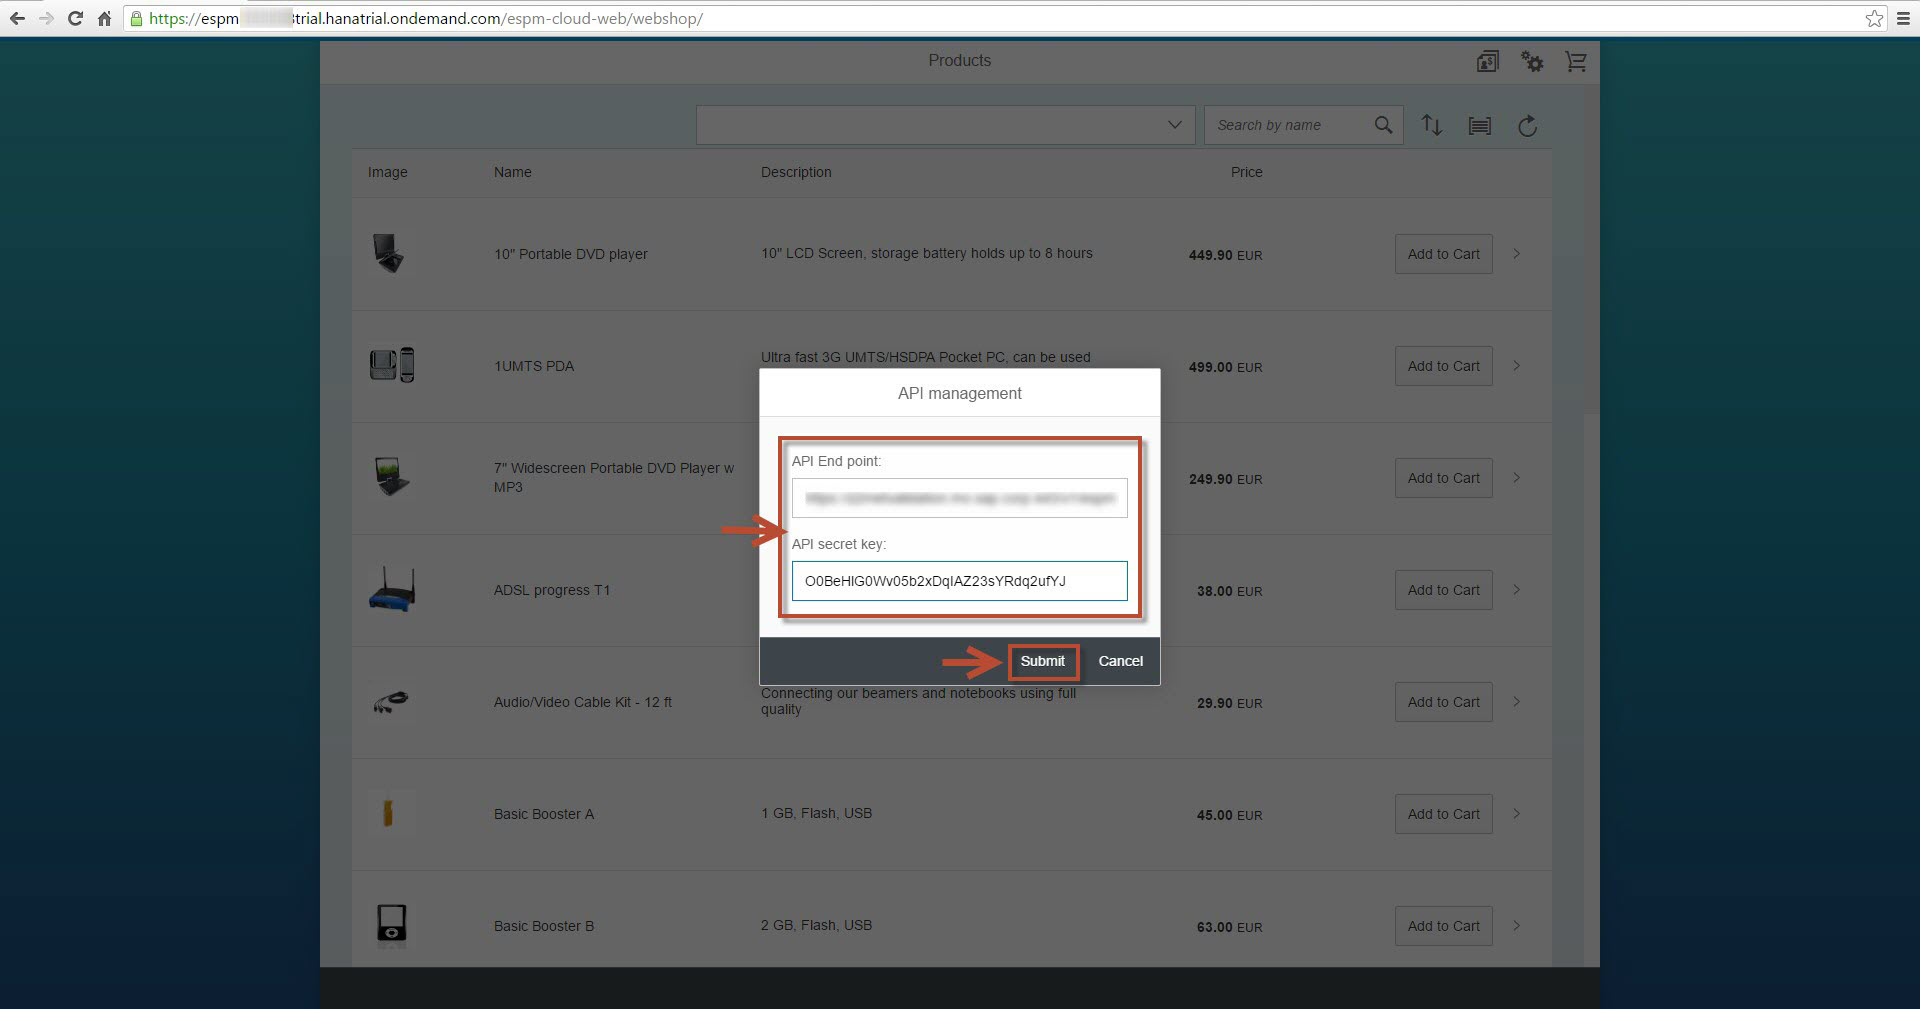 https://espm trial.hanatrial.ondemand.com/espm-cloud-web/webshop/
Products
Search by name
Image Name Description Price
10" Portable DVD player 10" LCD Screen, storage battery holds up to 8 hours 449.90 EUR Add to Cart
Ultra fast 3G UMTS/HSDPA Pocket PC, can be used
1UMTS PDA 499.00 EUR Add to Cart
API management
API End point:
7" Widescreen Portable DVD Player w
MP3
249.90 EUR Add to Cart
API secret key:
O0BeHIG0Wv05b2xDqIAZ23sYRdq2ufYJ
ADSL progress T1 38.00 EUR Add to Cart
Submit Cancel
Connecting our beamers and notebooks using full
quality
Audio/Video Cable Kit - 12 ft 29.90 EUR Add to Cart
Basic Booster A 1 GB, Flash, USB 45.00 EUR Add to Cart
Basic Booster B 2 GB, Flash, USB 63.00 EUR Add to Cart